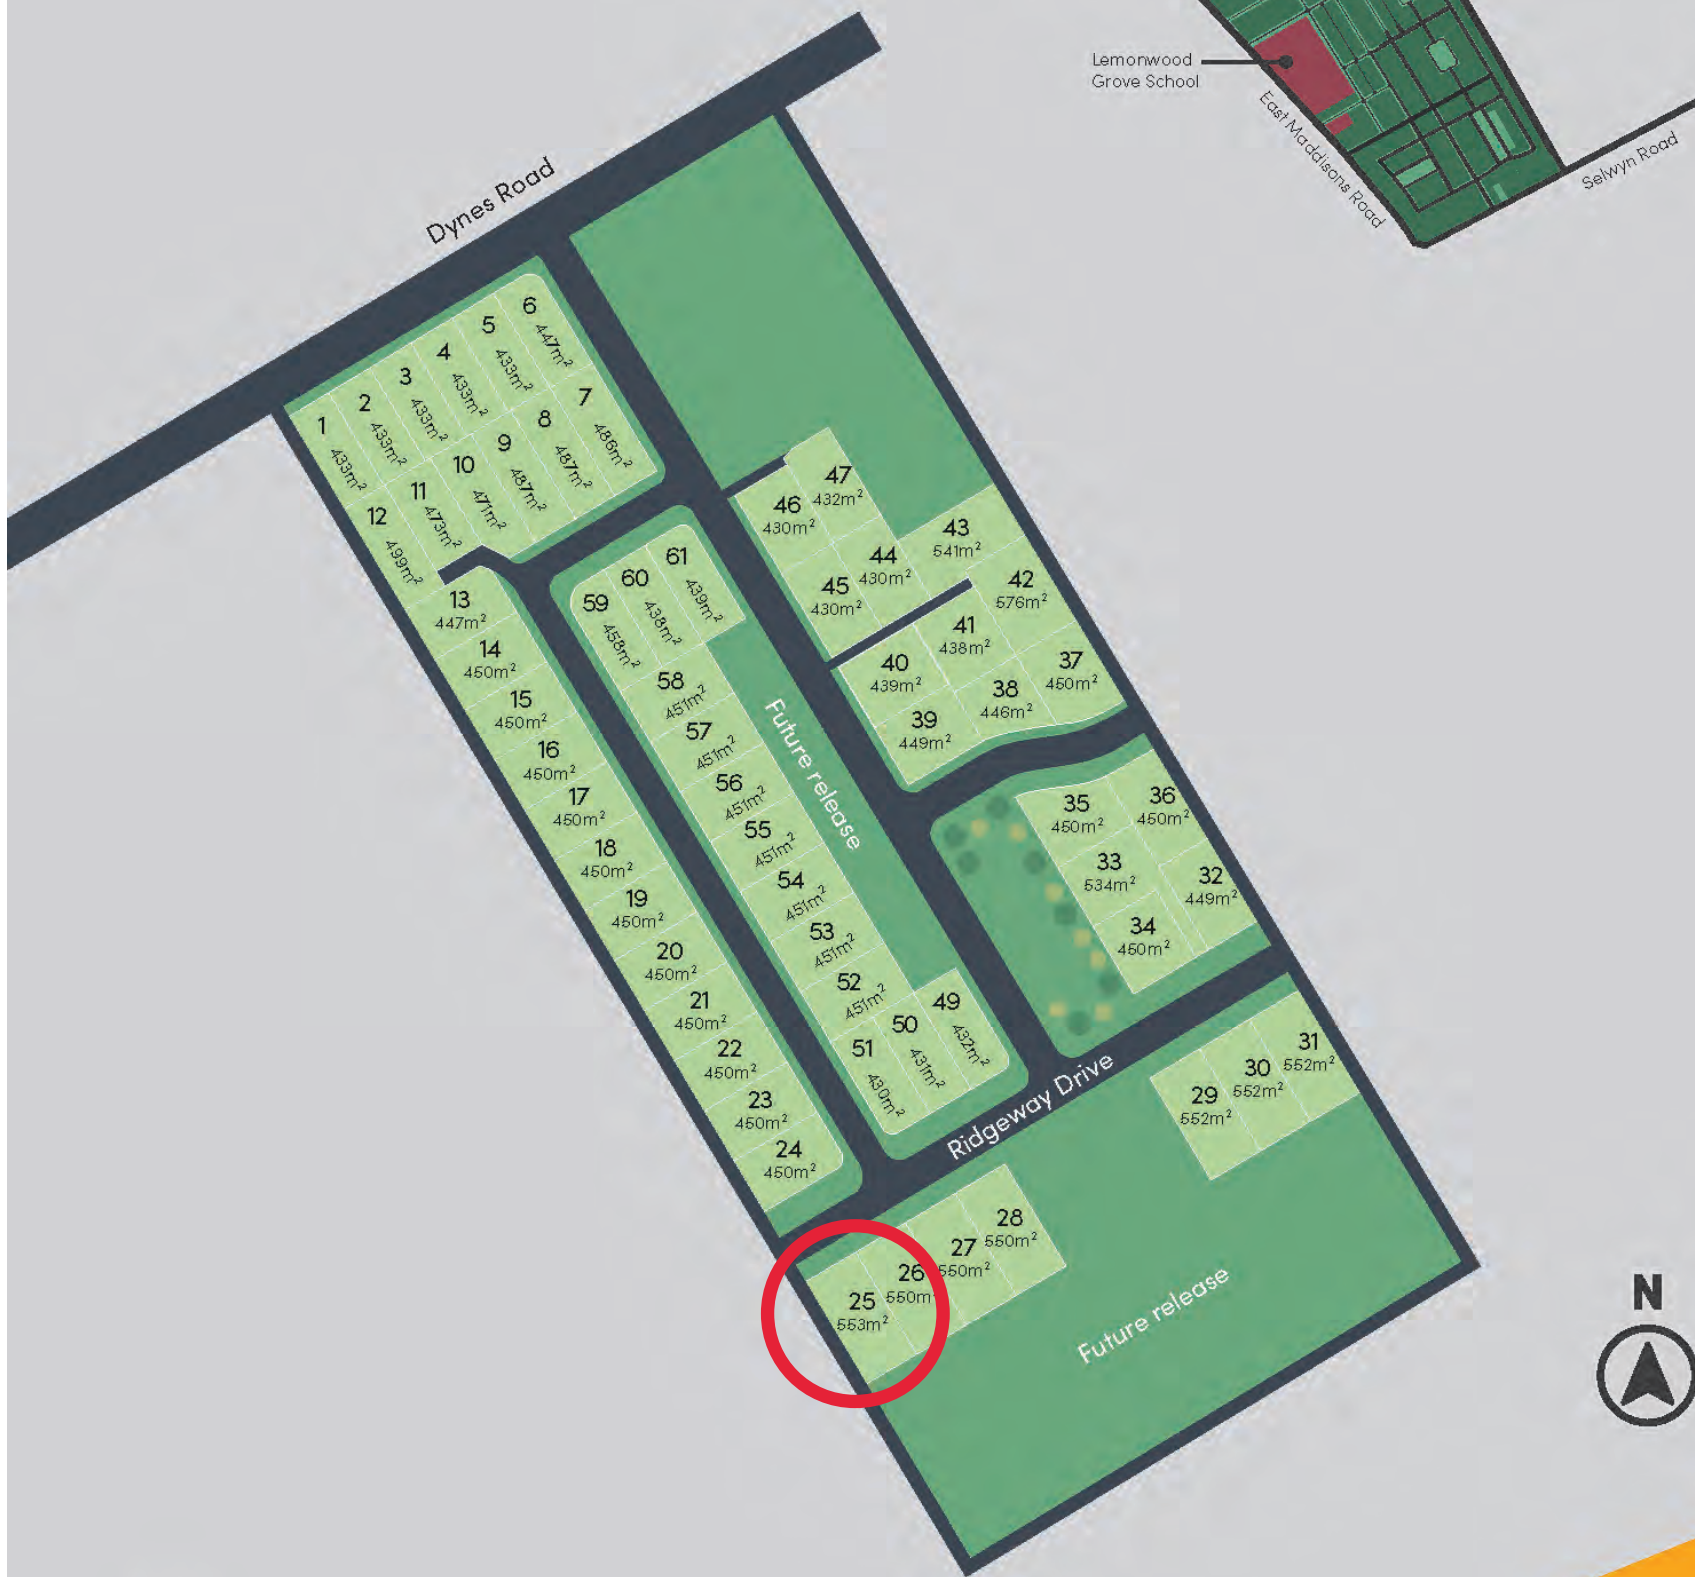 Lemonwood
Grove School
East Maddisons Road
Selwyn Road
Dynes Road
1
433m²
2
433m²
3
433m²
4
433m²
5
433m²
6
447m²
7
486m²
8
487m²
9
487m²
10
471m²
11
473m²
12
499m²
13
447m²
14
450m²
15
450m²
16
450m²
17
450m²
18
450m²
19
450m²
20
450m²
21
450m²
22
450m²
23
450m²
24
450m²
25
553m²
26
550m²
27
550m²
28
550m²
29
552m²
30
552m²
31
552m²
32
449m²
33
534m²
34
450m²
35
450m²
36
450m²
37
450m²
38
446m²
39
449m²
40
439m²
41
438m²
42
576m²
43
541m²
44
430m²
45
430m²
46
430m²
47
432m²
49
432m²
50
431m²
51
430m²
52
451m²
53
451m²
54
451m²
55
451m²
56
451m²
57
451m²
58
451m²
59
458m²
60
438m²
61
439m²
Future release
Ridgeway Drive
Future release
N